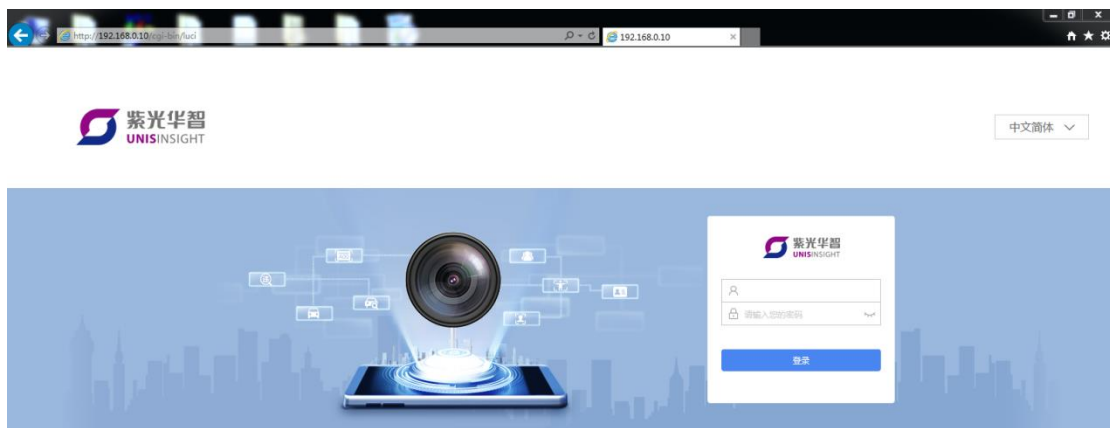 http://192.168.0.10/cgi-bin/luci
192.168.0.10
紫光华智
UNISINSIGHT
中文简体
紫光华智
UNISINSIGHT
请输入您的密码
登录